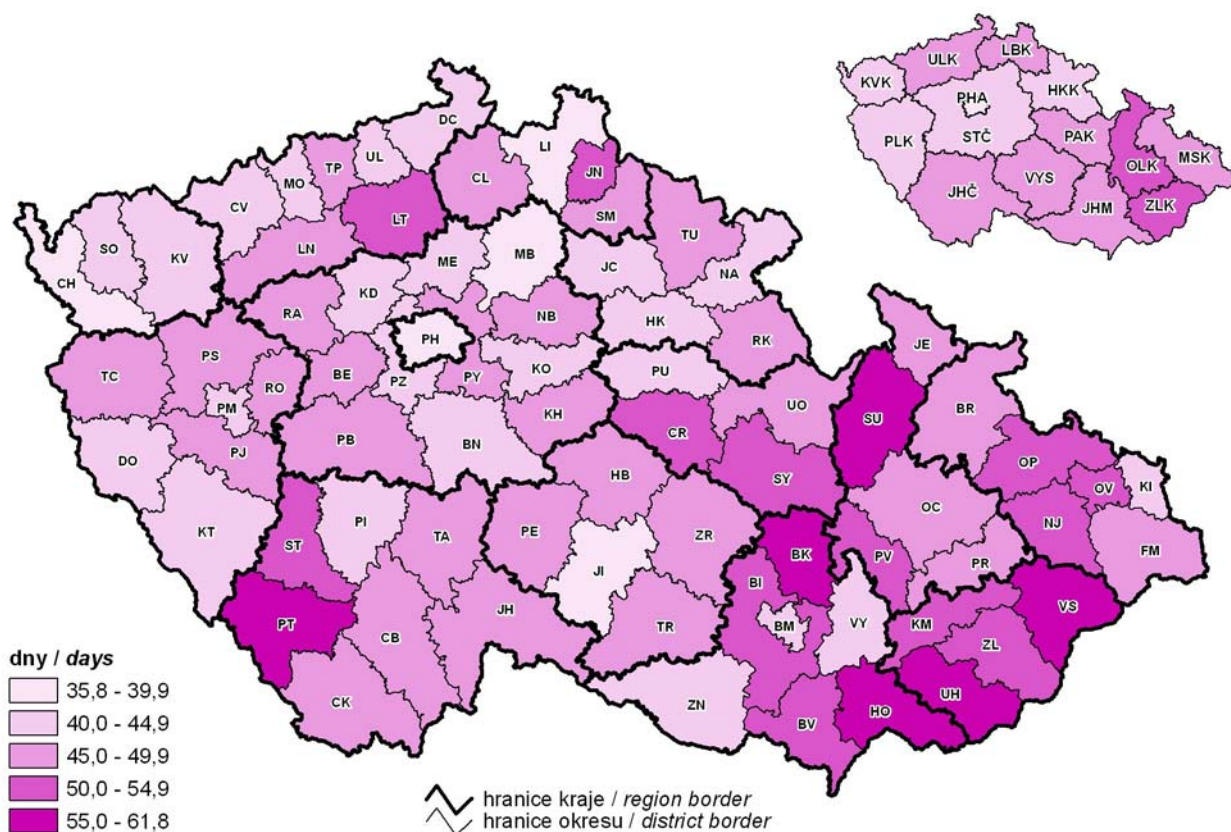 ULK
LBK
KVK
PHA
HKK
STČ
PLK
PAK
MSK
OLK
VYS
JHČ
JHM
ZLK
DC
LI
UL
TP
MO
CL
JN
CV
LT
SM
SO
LN
TU
KV
ME
MB
JC
NA
CH
KD
RA
NB
HK
PH
RK
JE
PS
TC
RO
BE
PZ
PY
KO
PU
PM
UO
BR
SU
KH
CR
PJ
PB
BN
DO
SY
OP
HB
OV
KI
OC
NJ
KT
ST
PI
TA
PE
ZR
FM
BK
PV
PR
JI
BI
VS
PT
JH
TR
BM
VY
KM
CB
ZL
UH
CK
ZN
BV
HO
dny / days
35,8 - 39,9
40,0 - 44,9
45,0 - 49,9
50,0 - 54,9
55,0 - 61,8
hranice kraje / region border
hranice okresu / district border